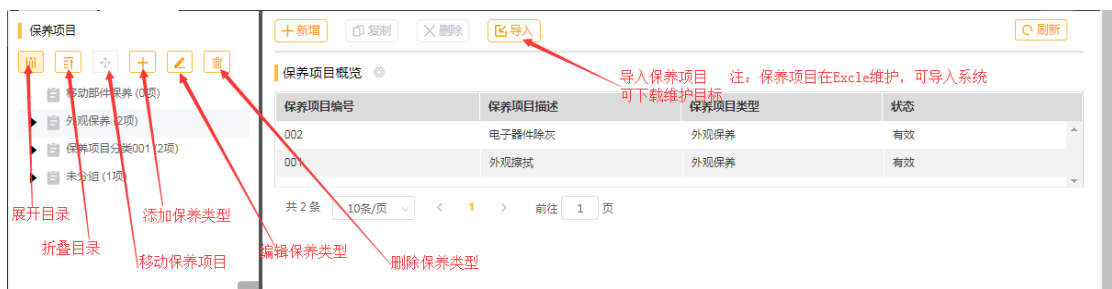 保养项目
移动部件保养 (0项)
外观保养 (2项)
保养项目分类001 (2项)
未分组 (1项)
展开目录
折叠目录
添加保养类型
移动保养项目
编辑保养类型
删除保养类型
新增 复制 删除 导入 刷新
保养项目概览
导入保养项目 注：保养项目在Excle维护，可导入系统
可下载维护目标
保养项目编号 保养项目描述 保养项目类型 状态
002 电子器件除灰 外观保养 有效
001 外观擦拭 外观保养 有效
共 2 条 10条/页 < 1 > 前往 1 页